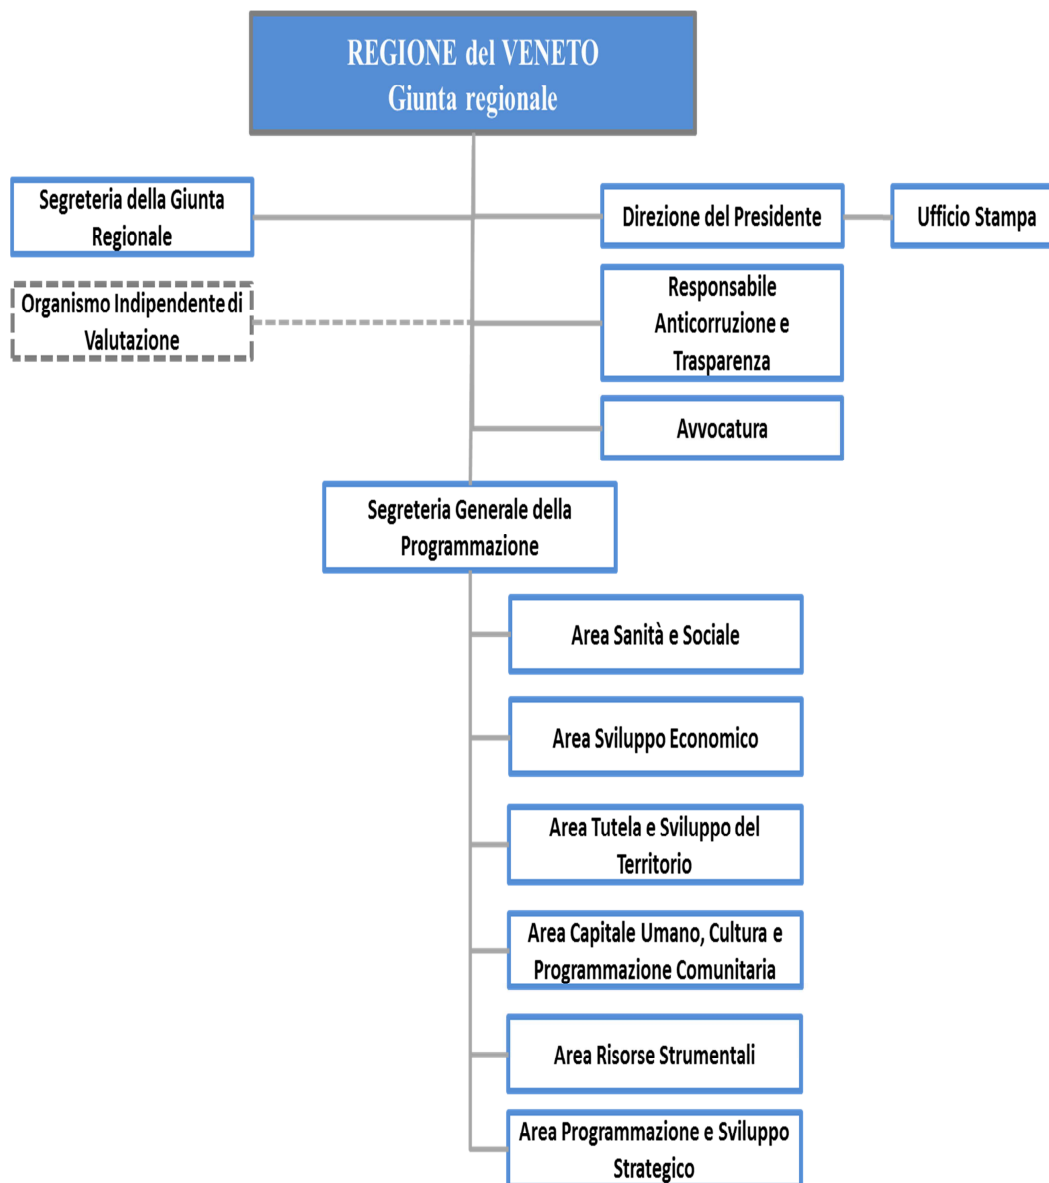 REGIONE del VENETO
Giunta regionale
Segreteria della Giunta
Regionale
Direzione del Presidente
Ufficio Stampa
Organismo Indipendente di
Valutazione
Responsabile
Anticorruzione e
Trasparenza
Avvocatura
Segreteria Generale della
Programmazione
Area Sanità e Sociale
Area Sviluppo Economico
Area Tutela e Sviluppo del
Territorio
Area Capitale Umano, Cultura e
Programmazione Comunitaria
Area Risorse Strumentali
Area Programmazione e Sviluppo
Strategico